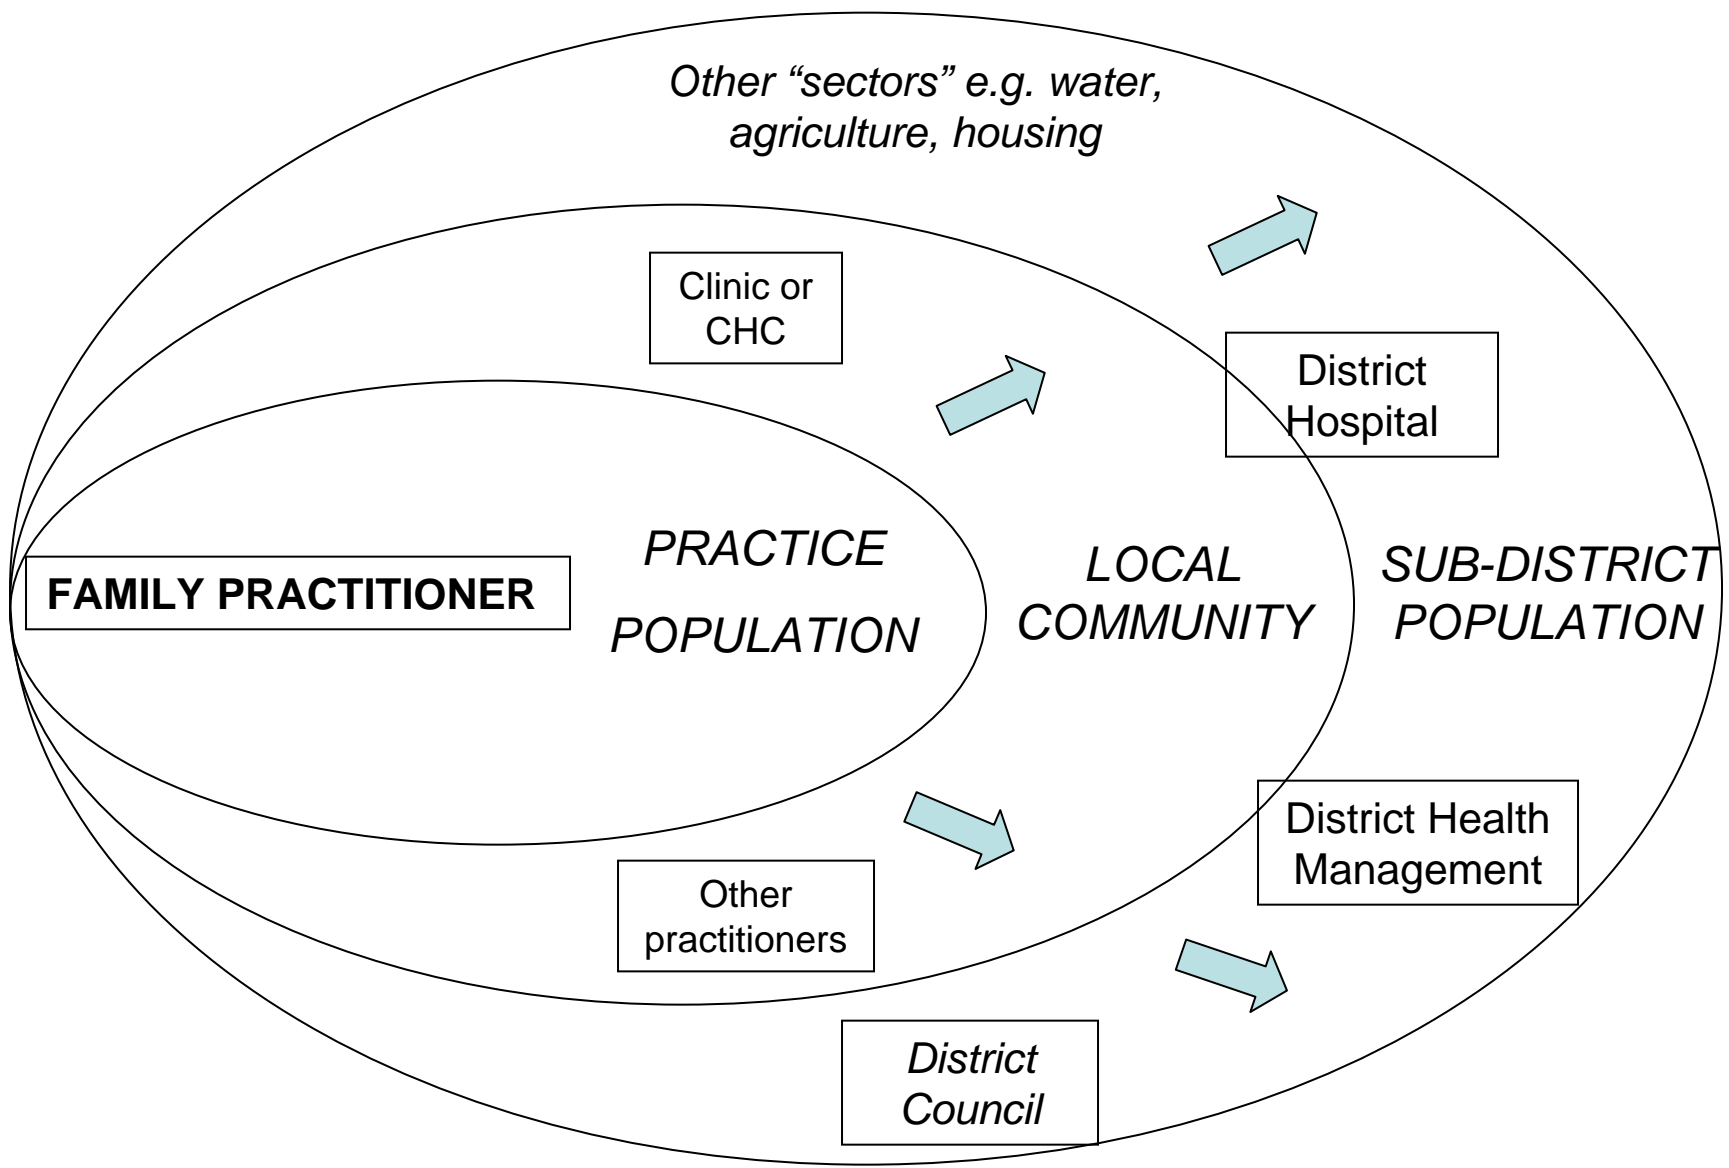 Other “sectors” e.g. water,
agriculture, housing
Clinic or
CHC
District
Hospital
FAMILY PRACTITIONER
PRACTICE
POPULATION
LOCAL
COMMUNITY
SUB-DISTRICT
POPULATION
District Health
Management
Other
practitioners
District
Council